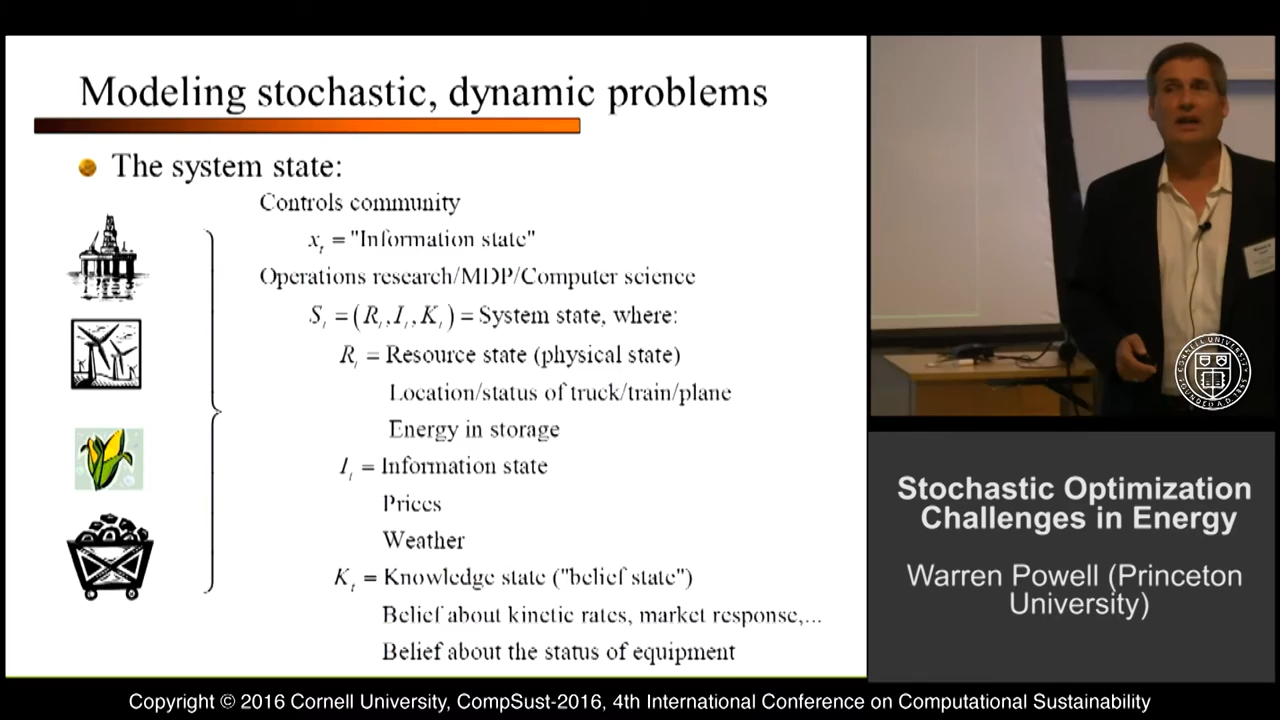 Modeling stochastic, dynamic problems
The system state:
Controls community
x_t = "Information state"
Operations research/MDP/Computer science
S_t = (R_t, I_t, K_t) = System state, where:
R_t = Resource state (physical state)
Location/status of truck/train/plane
Energy in storage
I_t = Information state
Prices
Weather
K_t = Knowledge state ("belief state")
Belief about kinetic rates, market response,...
Belief about the status of equipment
CORNELL UNIVERSITY
FOUNDED A.D. 1865
Stochastic Optimization
Challenges in Energy
Warren Powell (Princeton
University)
Copyright © 2016 Cornell University, CompSust-2016, 4th International Conference on Computational Sustainability